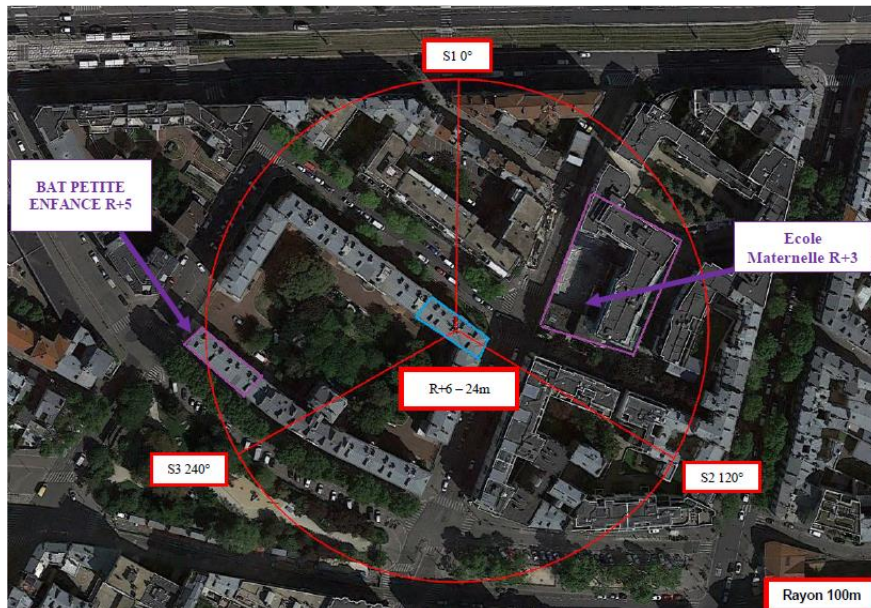 S1 0°
BAT PETITE
ENFANCE R+5
Ecole
Maternelle R+3
R+6 – 24m
S3 240°
S2 120°
Rayon 100m